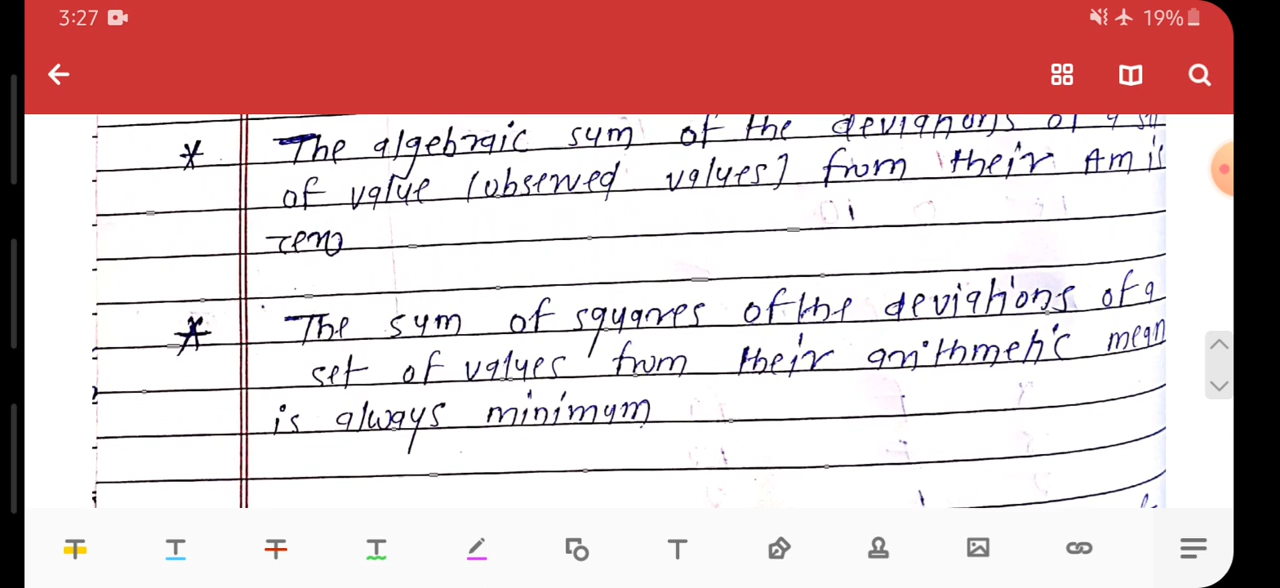 3:27
19%
* The algebraic sum of the deviations of a set
of value (observed values) from their Am is
zero
* The sum of squares of the deviations of a
set of values from their arithmetic mean
is always minimum